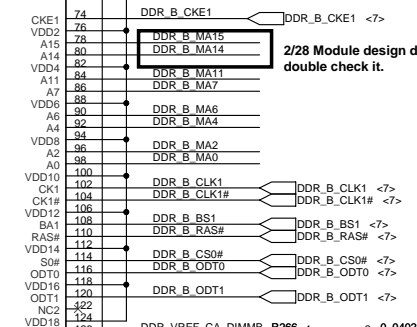 CKE1 74 DDR_B_CKE1 DDR_B_CKE1 <7>
VDD2 76
A15 78 DDR_B_MA15
A14 80 DDR_B_MA14 2/28 Module design d
VDD4 82 double check it.
A11 84 DDR_B_MA11
A7 86 DDR_B_MA7
VDD6 88
A6 90 DDR_B_MA6
A4 92 DDR_B_MA4
VDD8 94
A2 96 DDR_B_MA2
A0 98 DDR_B_MA0
VDD10 100
CK1 102 DDR_B_CLK1 DDR_B_CLK1 <7>
CK1# 104 DDR_B_CLK1# DDR_B_CLK1# <7>
VDD12 106
BA1 108 DDR_B_BS1 DDR_B_BS1 <7>
RAS# 110 DDR_B_RAS# DDR_B_RAS# <7>
VDD14 112
S0# 114 DDR_B_CS0# DDR_B_CS0# <7>
ODT0 116 DDR_B_ODT0 DDR_B_ODT0 <7>
VDD16 118
ODT1 120 DDR_B_ODT1 DDR_B_ODT1 <7>
NC2 122
VDD18 124